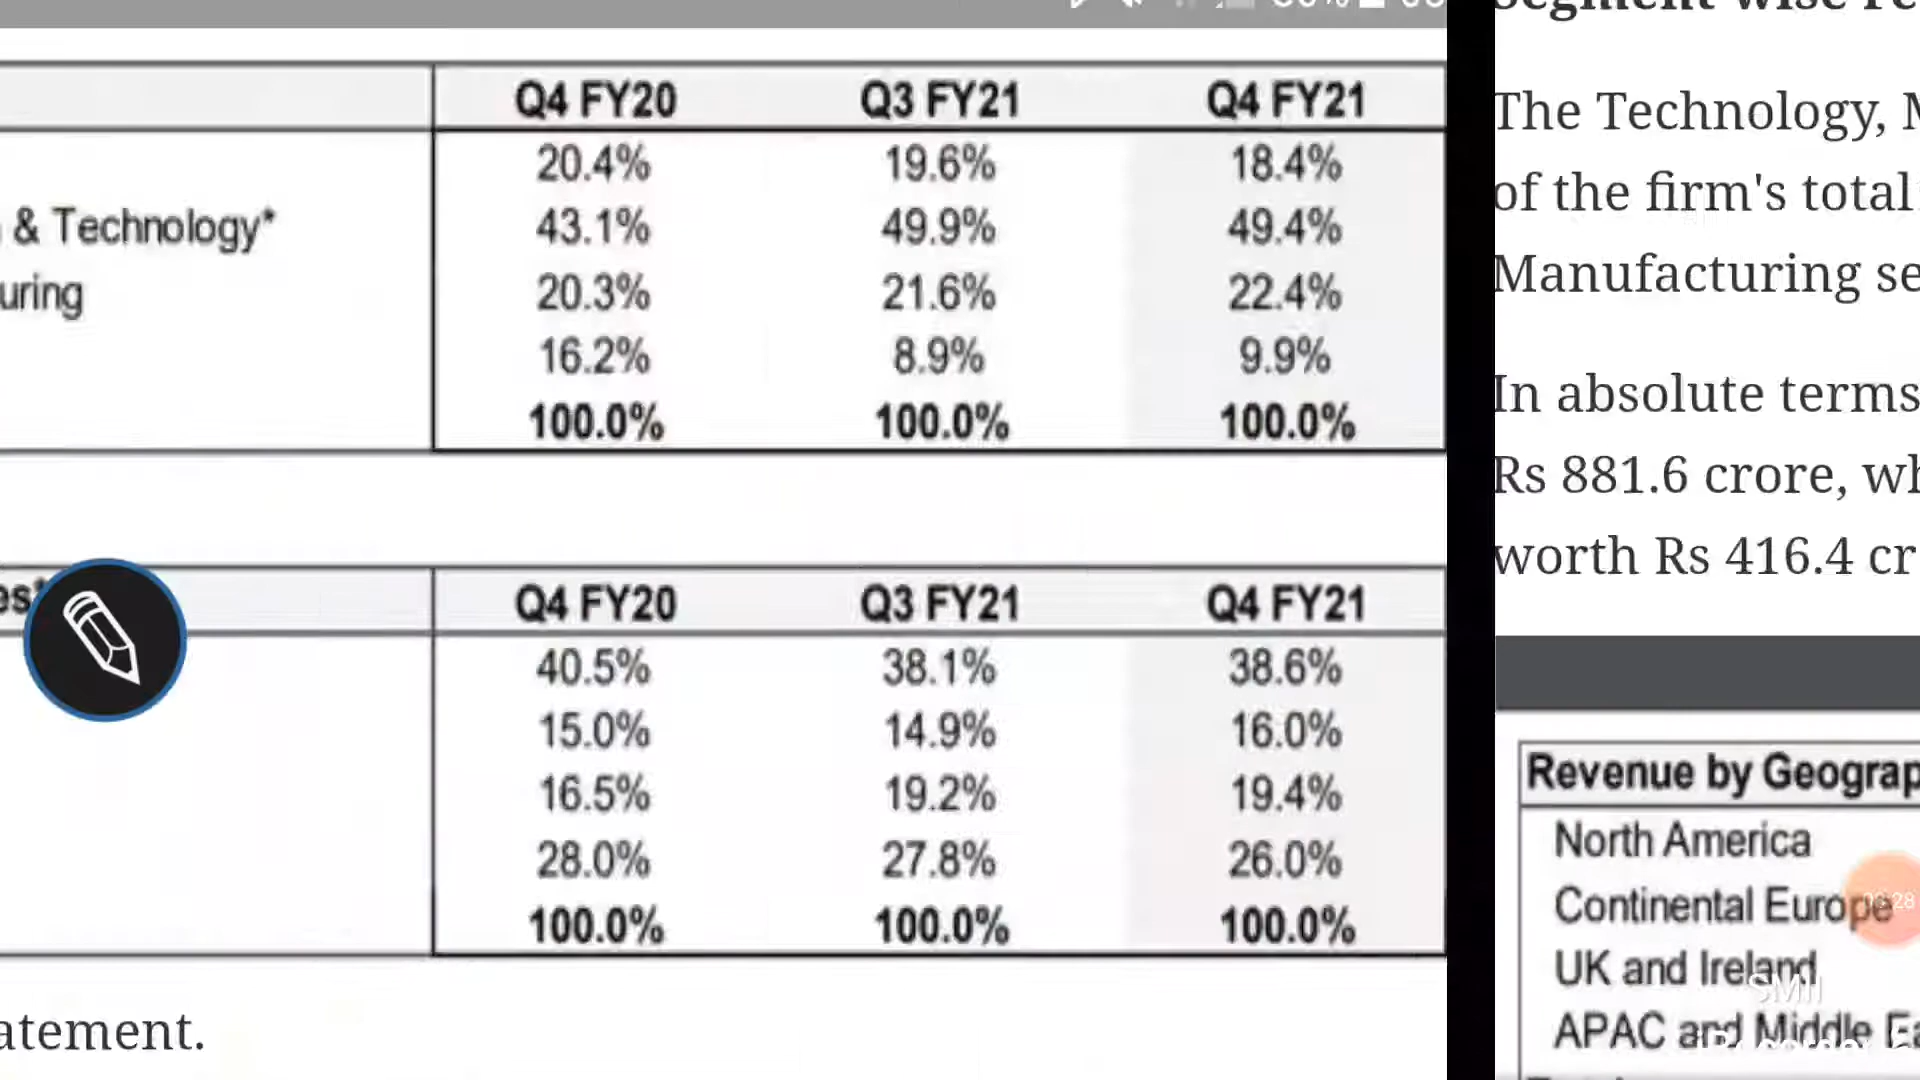 Q4 FY20 Q3 FY21 Q4 FY21
20.4% 19.6% 18.4%
& Technology* 43.1% 49.9% 49.4%
uring 20.3% 21.6% 22.4%
16.2% 8.9% 9.9%
100.0% 100.0% 100.0%
es* Q4 FY20 Q3 FY21 Q4 FY21
40.5% 38.1% 38.6%
15.0% 14.9% 16.0%
16.5% 19.2% 19.4%
28.0% 27.8% 26.0%
100.0% 100.0% 100.0%
atement.
The Technology, M
of the firm's total
Manufacturing se
In absolute terms
Rs 881.6 crore, wh
worth Rs 416.4 cr
Revenue by Geograp
North America
Continental Europe
UK and Ireland
APAC and Middle Ea